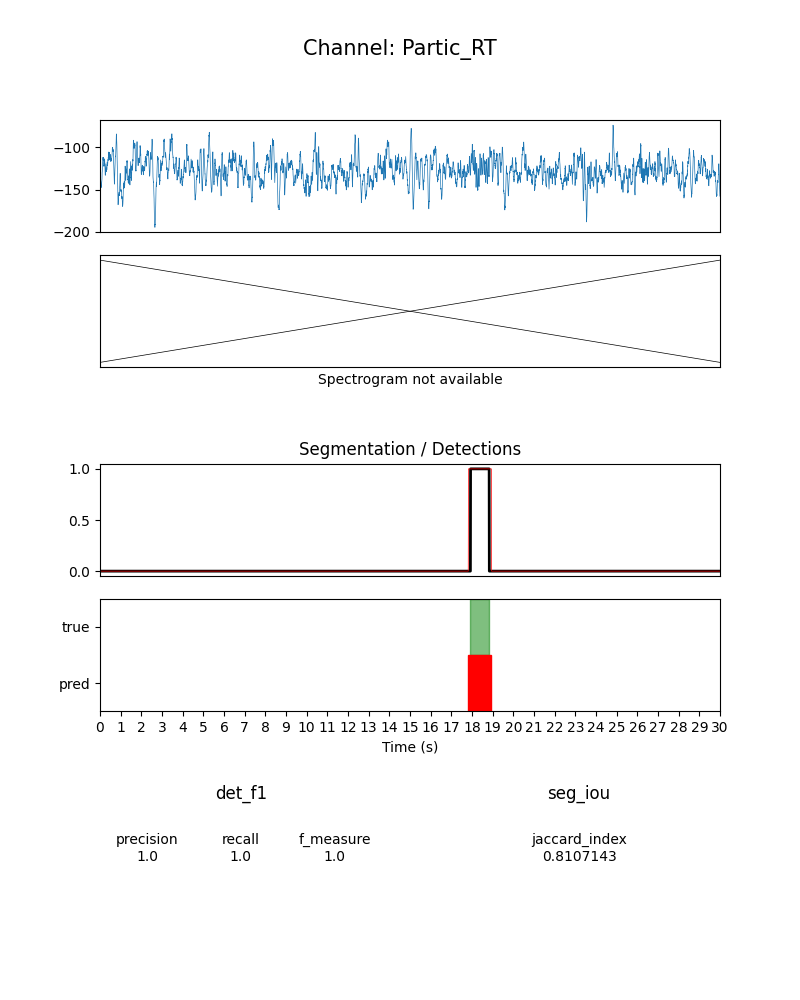 Channel: Partic_RT
−100
−150
−200
Spectrogram not available
Segmentation / Detections
1.0
0.5
0.0
true
pred
0 1 2 3 4 5 6 7 8 9 10 11 12 13 14 15 16 17 18 19 20 21 22 23 24 25 26 27 28 29 30
Time (s)
det_f1 seg_iou
precision recall f_measure jaccard_index
1.0 1.0 1.0 0.8107143